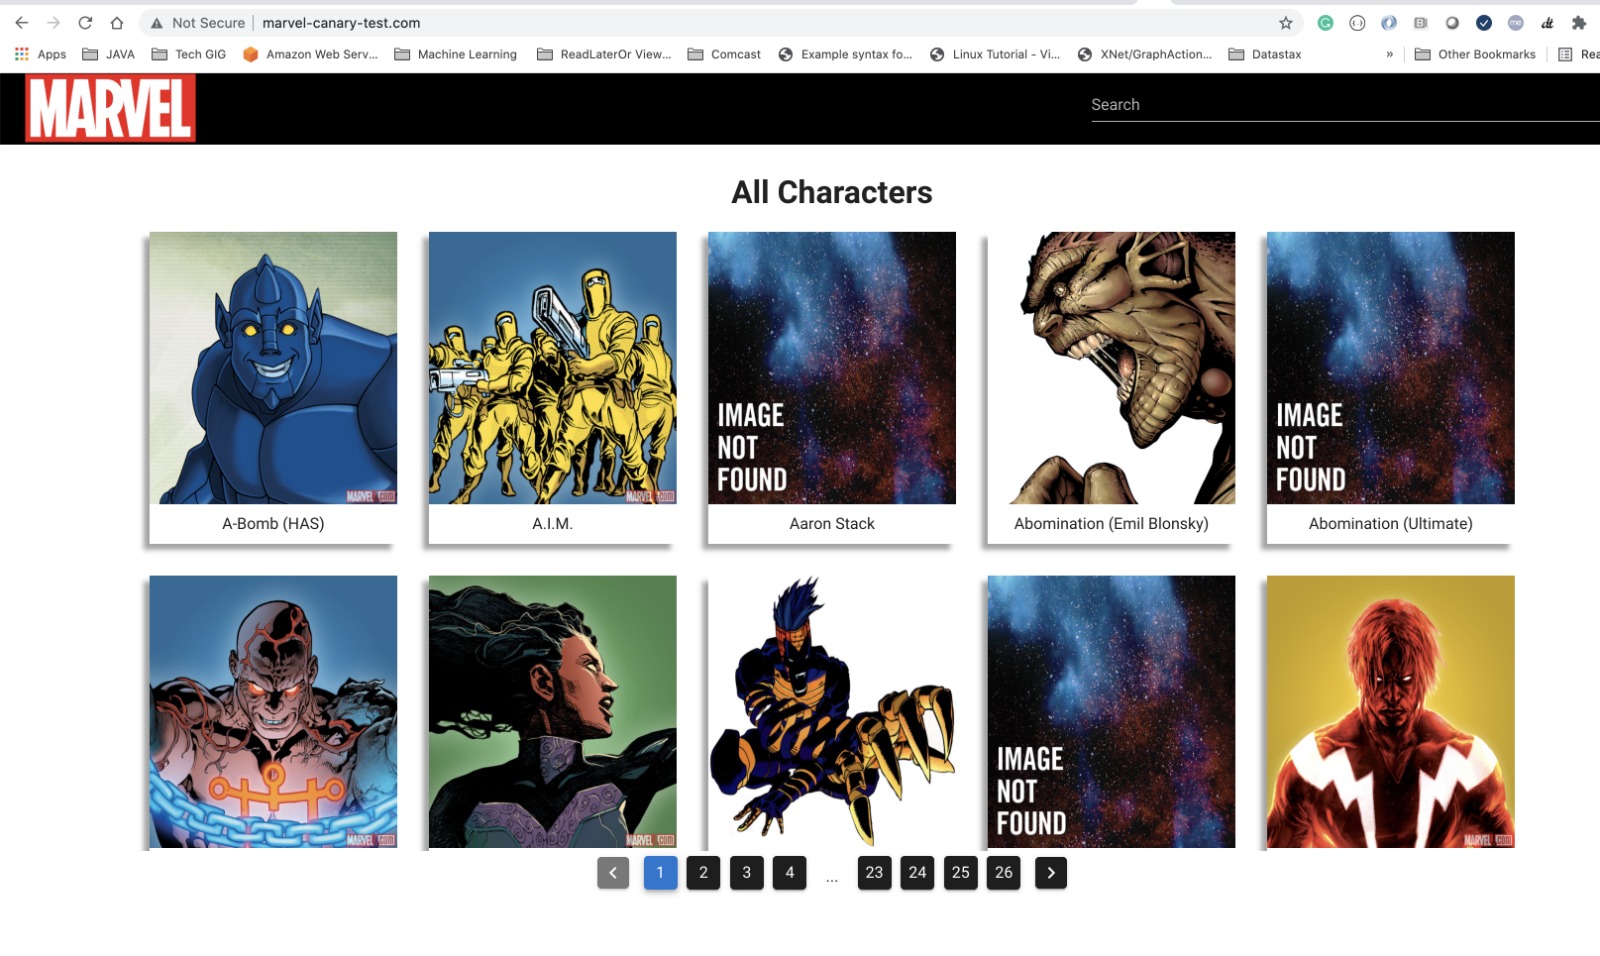 Not Secure | marvel-canary-test.com
Apps JAVA Tech GIG Amazon Web Serv... Machine Learning ReadLaterOr View... Comcast Example syntax fo... Linux Tutorial - Vi... XNet/GraphAction... Datastax » Other Bookmarks Rea
MARVEL
Search
All Characters
MARVEL .com
MARVEL .com
IMAGE
NOT
FOUND
IMAGE
NOT
FOUND
A-Bomb (HAS) A.I.M. Aaron Stack Abomination (Emil Blonsky) Abomination (Ultimate)
MARVEL .com
MARVEL .com
IMAGE
NOT
FOUND
MARVEL .com
1 2 3 4 ... 23 24 25 26